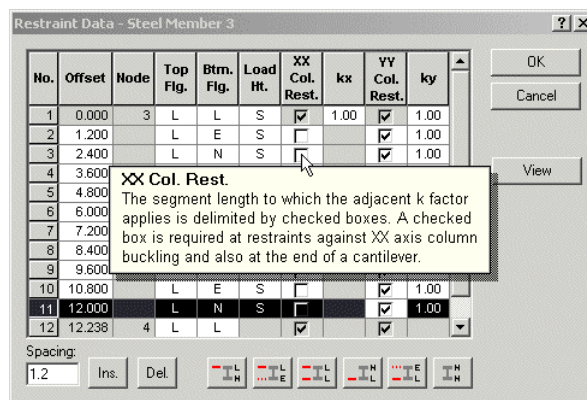 Restraint Data - Steel Member 3
OK
Cancel
View
No. Offset Node Top Flg. Btm. Flg. Load Ht. XX Col. Rest. kx YY Col. Rest. ky
1 0.000 3 L L S 1.00 1.00
2 1.200 L E S 1.00
3 2.400 L N S 1.00
4 3.600
5 4.800
6 6.000
7 7.200
8 8.400
9 9.600
10 10.800 L E S 1.00
11 12.000 L N S 1.00
12 12.238 4 L L
XX Col. Rest.
The segment length to which the adjacent k factor
applies is delimited by checked boxes. A checked
box is required at restraints against XX axis column
buckling and also at the end of a cantilever.
Spacing:
1.2 Ins. Del. L H L E L L H L E L H H